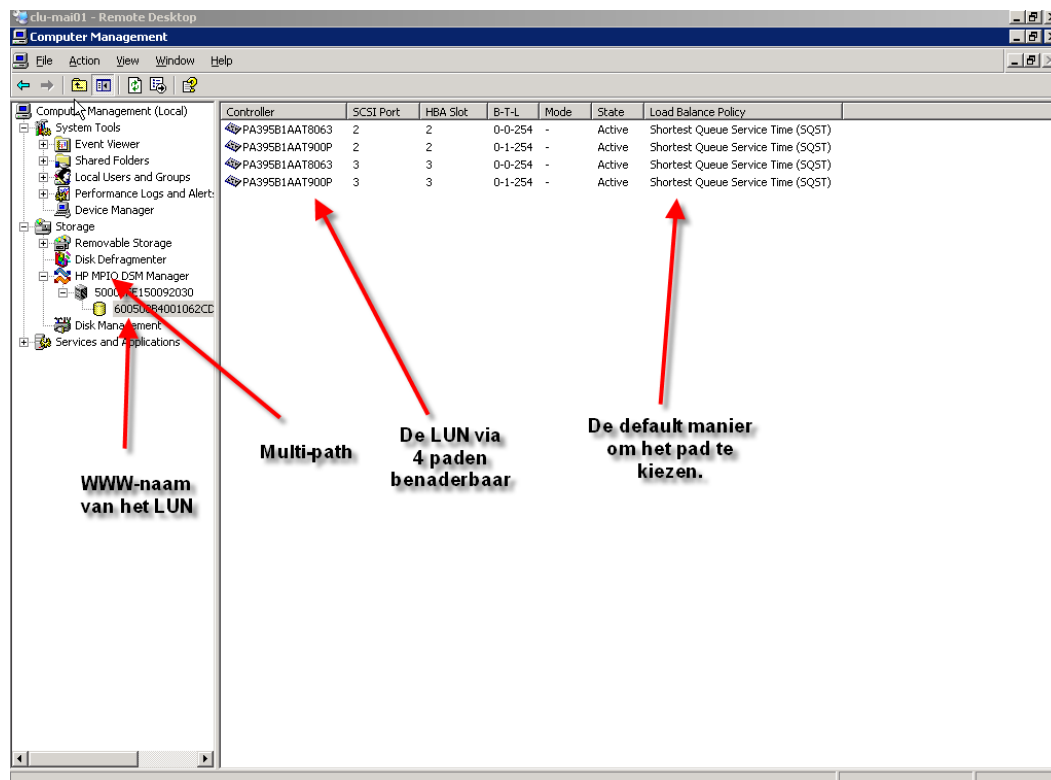 clu-mai01 - Remote Desktop
Computer Management
File Action View Window Help
Computer Management (Local)
System Tools
Event Viewer
Shared Folders
Local Users and Groups
Performance Logs and Alert:
Device Manager
Storage
Removable Storage
Disk Defragmenter
HP MPIO DSM Manager
Disk Management
Services and Applications
Controller SCSI Port HBA Slot B-T-L Mode State Load Balance Policy
PA395B1AAT8063 2 2 0-0-254 - Active Shortest Queue Service Time (SQST)
PA395B1AAT900P 2 2 0-1-254 - Active Shortest Queue Service Time (SQST)
PA395B1AAT8063 3 3 0-0-254 - Active Shortest Queue Service Time (SQST)
PA395B1AAT900P 3 3 0-1-254 - Active Shortest Queue Service Time (SQST)
WWW-naam
van het LUN
Multi-path
De LUN via
4 paden
benaderbaar
De default manier
om het pad te
kiezen.